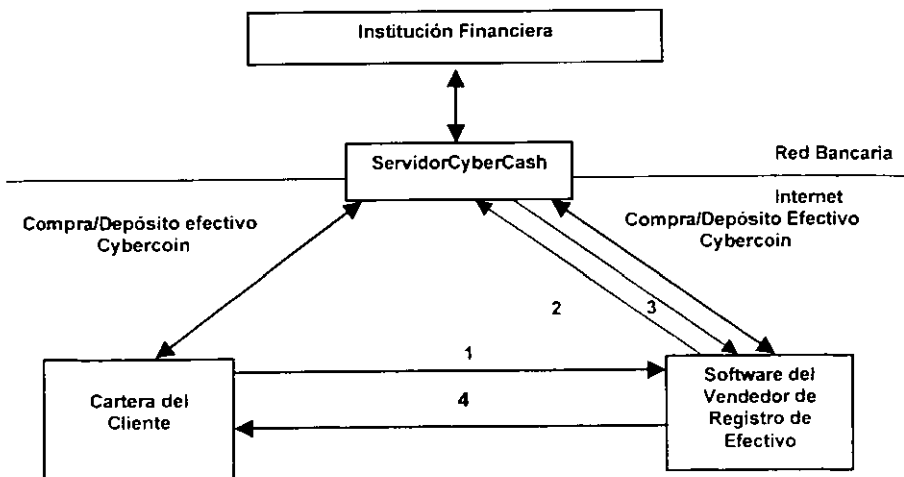 Institución Financiera
ServidorCyberCash
Red Bancaria
Internet
Compra/Depósito efectivo
Cybercoin
Compra/Depósito Efectivo
Cybercoin
2
3
1
4
Cartera del
Cliente
Software del
Vendedor de
Registro de
Efectivo